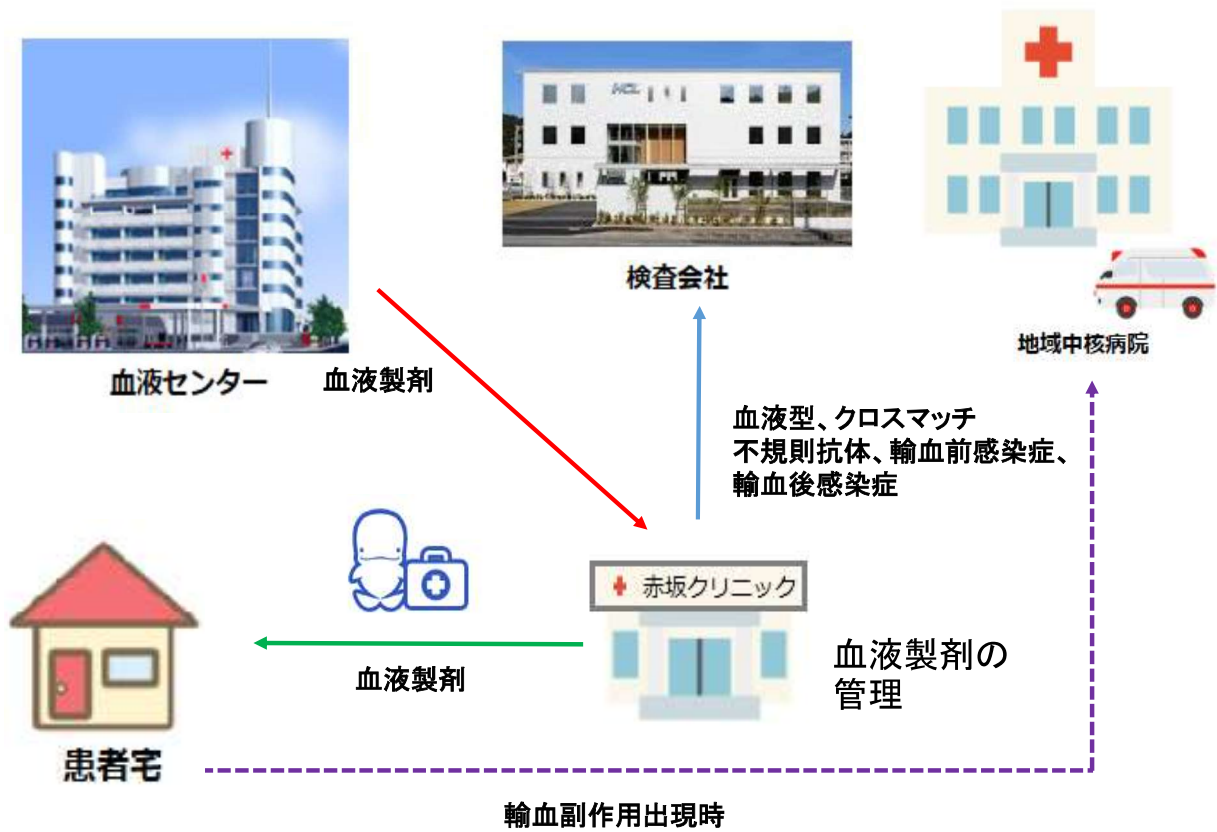 血液センター
血液製剤
検査会社
地域中核病院
血液型、クロスマッチ
不規則抗体、輸血前感染症、
輸血後感染症
赤坂クリニック
血液製剤の
管理
血液製剤
患者宅
輸血副作用出現時